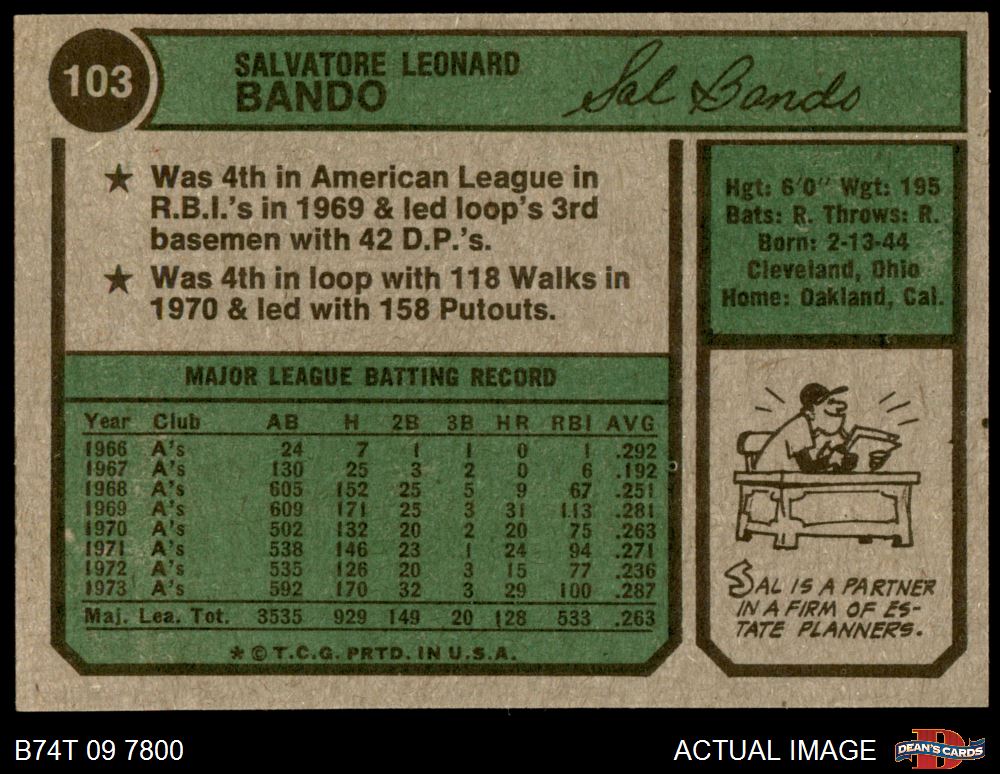 103
SALVATORE LEONARD
BANDO
Sal Bando
★ Was 4th in American League in
R.B.I.'s in 1969 & led loop's 3rd
basemen with 42 D.P.'s.
★ Was 4th in loop with 118 Walks in
1970 & led with 158 Putouts.
Hgt: 6'0" Wgt: 195
Bats: R. Throws: R.
Born: 2-13-44
Cleveland, Ohio
Home: Oakland, Cal.
MAJOR LEAGUE BATTING RECORD
Year Club AB H 2B 3B HR RBI AVG
1966 A's 24 7 1 1 0 1 .292
1967 A's 130 25 3 2 0 6 .192
1968 A's 605 152 25 5 9 67 .251
1969 A's 609 171 25 3 31 113 .281
1970 A's 502 132 20 2 20 75 .263
1971 A's 538 146 23 1 24 94 .271
1972 A's 535 126 20 3 15 77 .236
1973 A's 592 170 32 3 29 100 .287
Maj. Lea. Tot. 3535 929 149 20 128 533 .263
* © T.C.G. PRTD. IN U.S.A.
SAL IS A PARTNER
IN A FIRM OF ES-
TATE PLANNERS.
B74T 09 7800
ACTUAL IMAGE
DEAN'S CARDS